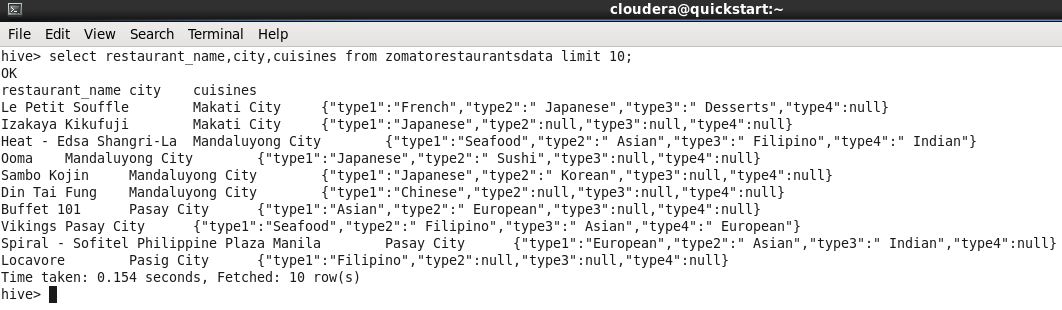 cloudera@quickstart:~
File Edit View Search Terminal Help
hive> select restaurant_name,city,cuisines from zomatorestaurantsdata limit 10;
OK
restaurant_name city    cuisines
Le Petit Souffle        Makati City     {"type1":"French","type2":" Japanese","type3":" Desserts","type4":null}
Izakaya Kikufuji        Makati City     {"type1":"Japanese","type2":null,"type3":null,"type4":null}
Heat - Edsa Shangri-La  Mandaluyong City        {"type1":"Seafood","type2":" Asian","type3":" Filipino","type4":" Indian"}
Ooma    Mandaluyong City        {"type1":"Japanese","type2":" Sushi","type3":null,"type4":null}
Sambo Kojin     Mandaluyong City        {"type1":"Japanese","type2":" Korean","type3":null,"type4":null}
Din Tai Fung    Mandaluyong City        {"type1":"Chinese","type2":null,"type3":null,"type4":null}
Buffet 101      Pasay City      {"type1":"Asian","type2":" European","type3":null,"type4":null}
Vikings Pasay City      {"type1":"Seafood","type2":" Filipino","type3":" Asian","type4":" European"}
Spiral - Sofitel Philippine Plaza Manila        Pasay City      {"type1":"European","type2":" Asian","type3":" Indian","type4":null}
Locavore        Pasig City      {"type1":"Filipino","type2":null,"type3":null,"type4":null}
Time taken: 0.154 seconds, Fetched: 10 row(s)
hive>